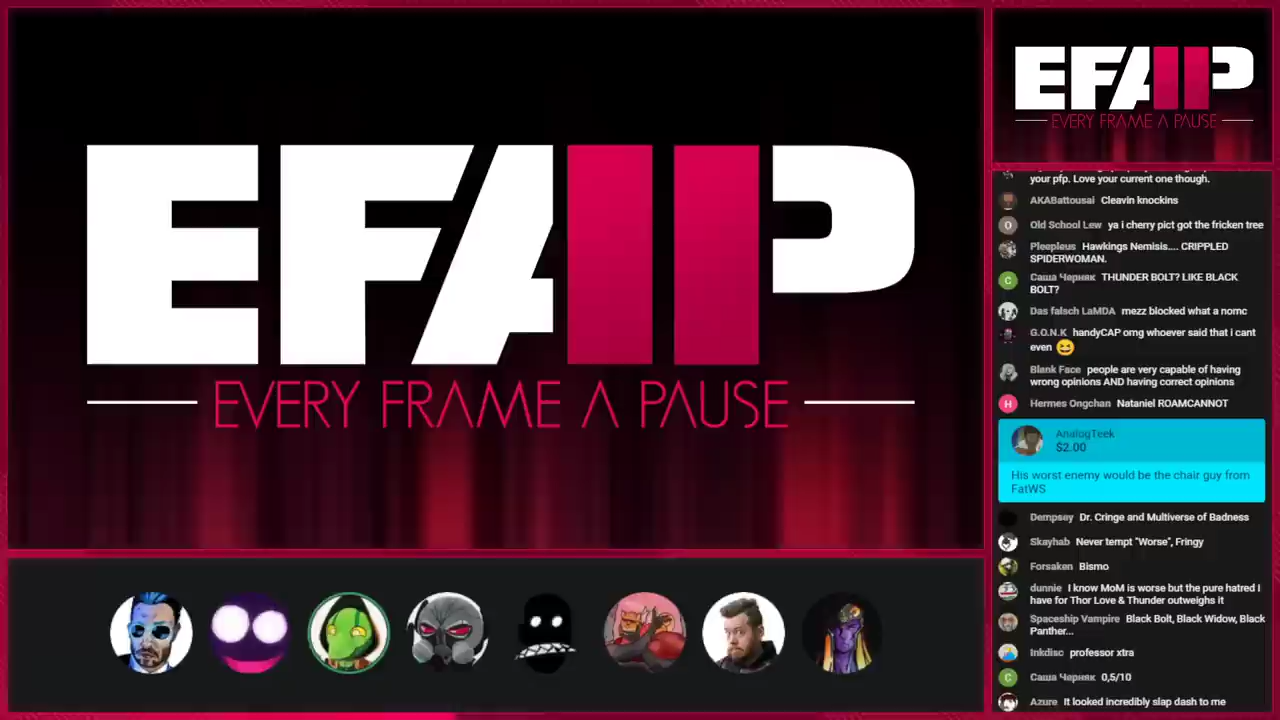 EFAP
EVERY FRAME A PAUSE
EFAP
EVERY FRAME A PAUSE
your pfp. Love your current one though.
AKABattousai Cleavin knockins
Old School Lew ya i cherry pict got the fricken tree
Pleepleus Hawkings Nemisis.... CRIPPLED
SPIDERWOMAN.
Саша Черняк THUNDER BOLT? LIKE BLACK
BOLT?
Das falsch LaMDA mezz blocked what a nomc
G.O.N.K handyCAP omg whoever said that i cant
even
Blank Face people are very capable of having
wrong opinions AND having correct opinions
Hermes Ongchan Nataniel ROAMCANNOT
AnalogTeek
$2.00
His worst enemy would be the chair guy from
FatWS
Dempsey Dr. Cringe and Multiverse of Badness
Skayhab Never tempt "Worse", Fringy
Forsaken Bismo
dunnie I know MoM is worse but the pure hatred I
have for Thor Love & Thunder outweighs it
Spaceship Vampire Black Bolt, Black Widow, Black
Panther...
Inkdisc professor xtra
Саша Черняк 0,5/10
Azure It looked incredibly slap dash to me